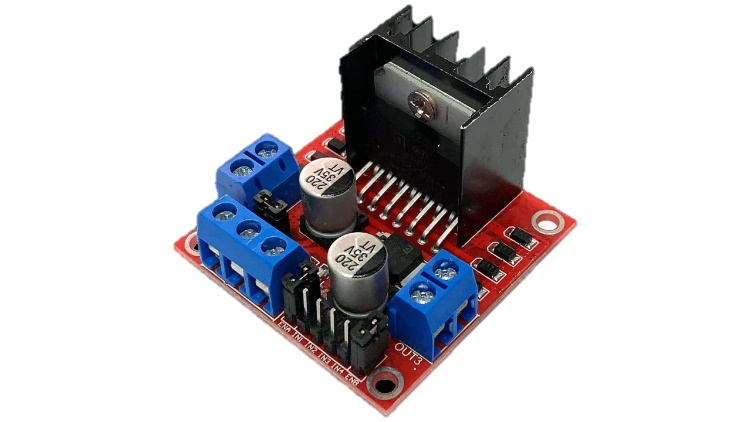 220
35V
VT
220
35V
VT
ENA
IN1
IN2
IN3
IN4
ENB
OUT3